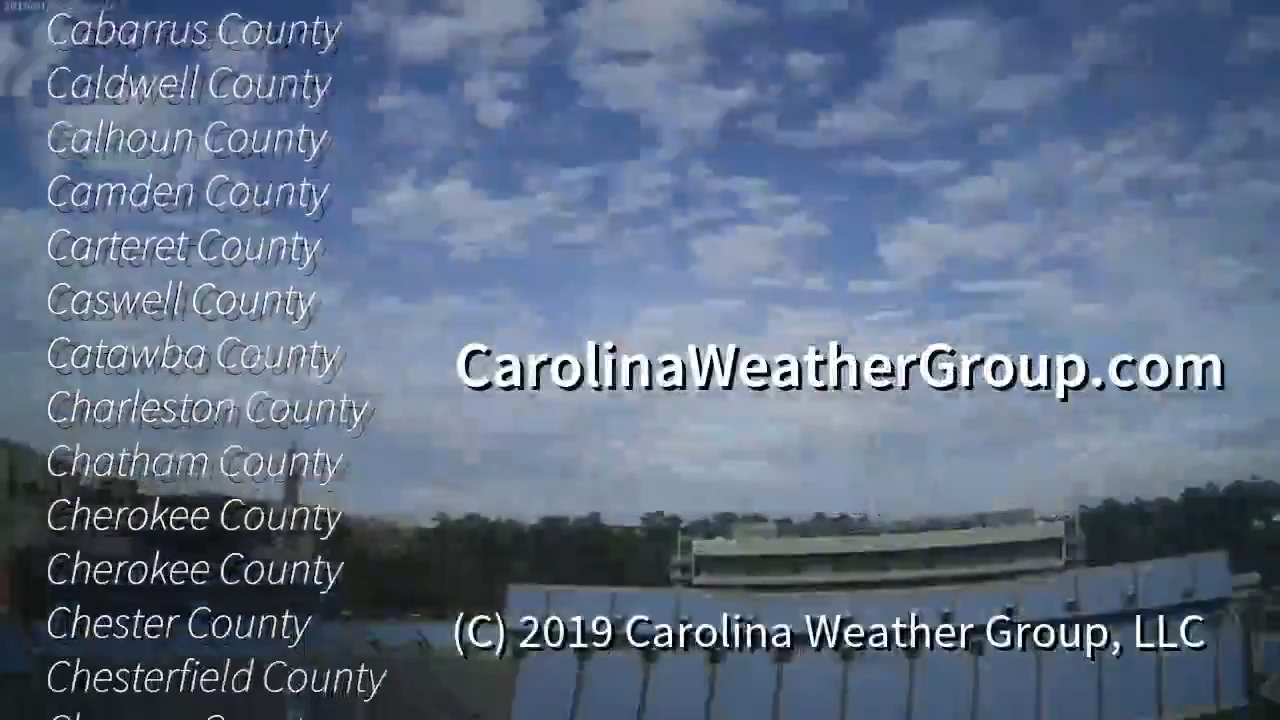 Cabarrus County
Caldwell County
Calhoun County
Camden County
Carteret County
Caswell County
Catawba County
Charleston County
Chatham County
Cherokee County
Cherokee County
Chester County
Chesterfield County
CarolinaWeatherGroup.com
(C) 2019 Carolina Weather Group, LLC